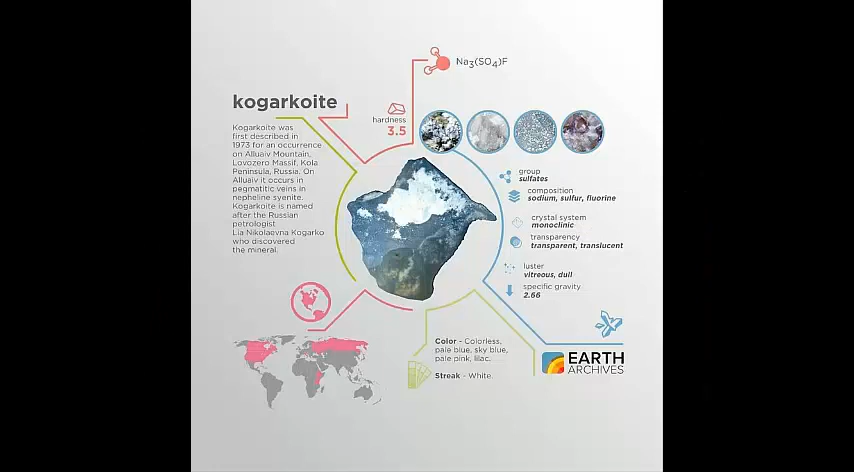 Na3(SO4)F
kogarkoite
hardness
3.5
Kogarkoite was
first described in
1973 for an occurrence
on Alluaiv Mountain,
Lovozero Massif, Kola
Peninsula, Russia. On
Alluaiv it occurs in
pegmatitic veins in
nepheline syenite.
Kogarkoite is named
after the Russian
petrologist
Lia Nikolaevna Kogarko
who discovered
the mineral.
group
sulfates
composition
sodium, sulfur, fluorine
crystal system
monoclinic
transparency
transparent, translucent
luster
vitreous, dull
specific gravity
2.66
Color - Colorless,
pale blue, sky blue,
pale pink, lilac.
Streak - White.
EARTH
ARCHIVES